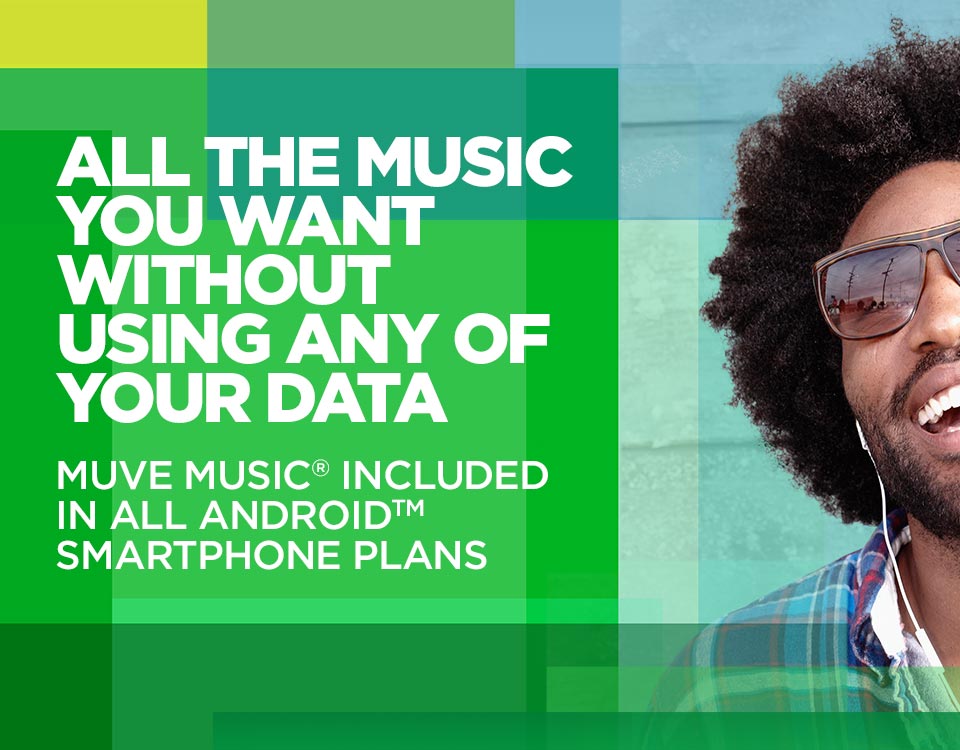 ALL THE MUSIC
YOU WANT
WITHOUT
USING ANY OF
YOUR DATA
MUVE MUSIC® INCLUDED
IN ALL ANDROID™
SMARTPHONE PLANS